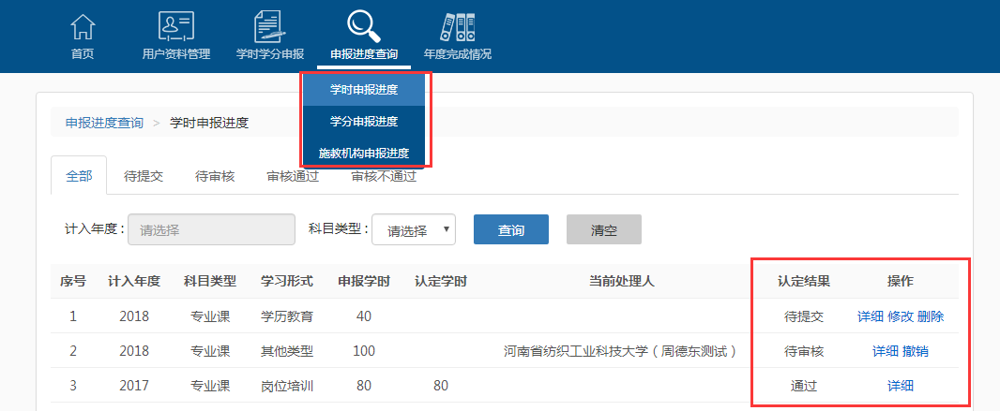 首页 用户资料管理 学时学分申报 申报进度查询 年度完成情况
学时申报进度
学分申报进度
施教机构申报进度
申报进度查询 > 学时申报进度
全部 待提交 待审核 审核通过 审核不通过
计入年度 : 请选择 科目类型 : 请选择 查询 清空
序号 计入年度 科目类型 学习形式 申报学时 认定学时 当前处理人 认定结果 操作
1 2018 专业课 学历教育 40 待提交 详细 修改 删除
2 2018 专业课 其他类型 100 河南省纺织工业科技大学（周德东测试） 待审核 详细 撤销
3 2017 专业课 岗位培训 80 80 通过 详细